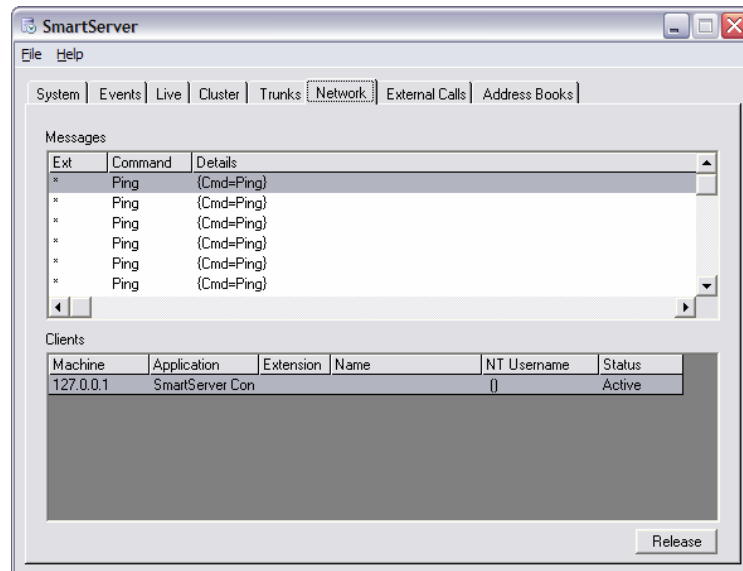 SmartServer
File Help
System Events Live Cluster Trunks Network External Calls Address Books
Messages
Ext Command Details
* Ping {Cmd=Ping}
* Ping {Cmd=Ping}
* Ping {Cmd=Ping}
* Ping {Cmd=Ping}
* Ping {Cmd=Ping}
* Ping {Cmd=Ping}
Clients
Machine Application Extension Name NT Username Status
127.0.0.1 SmartServer Con () Active
Release